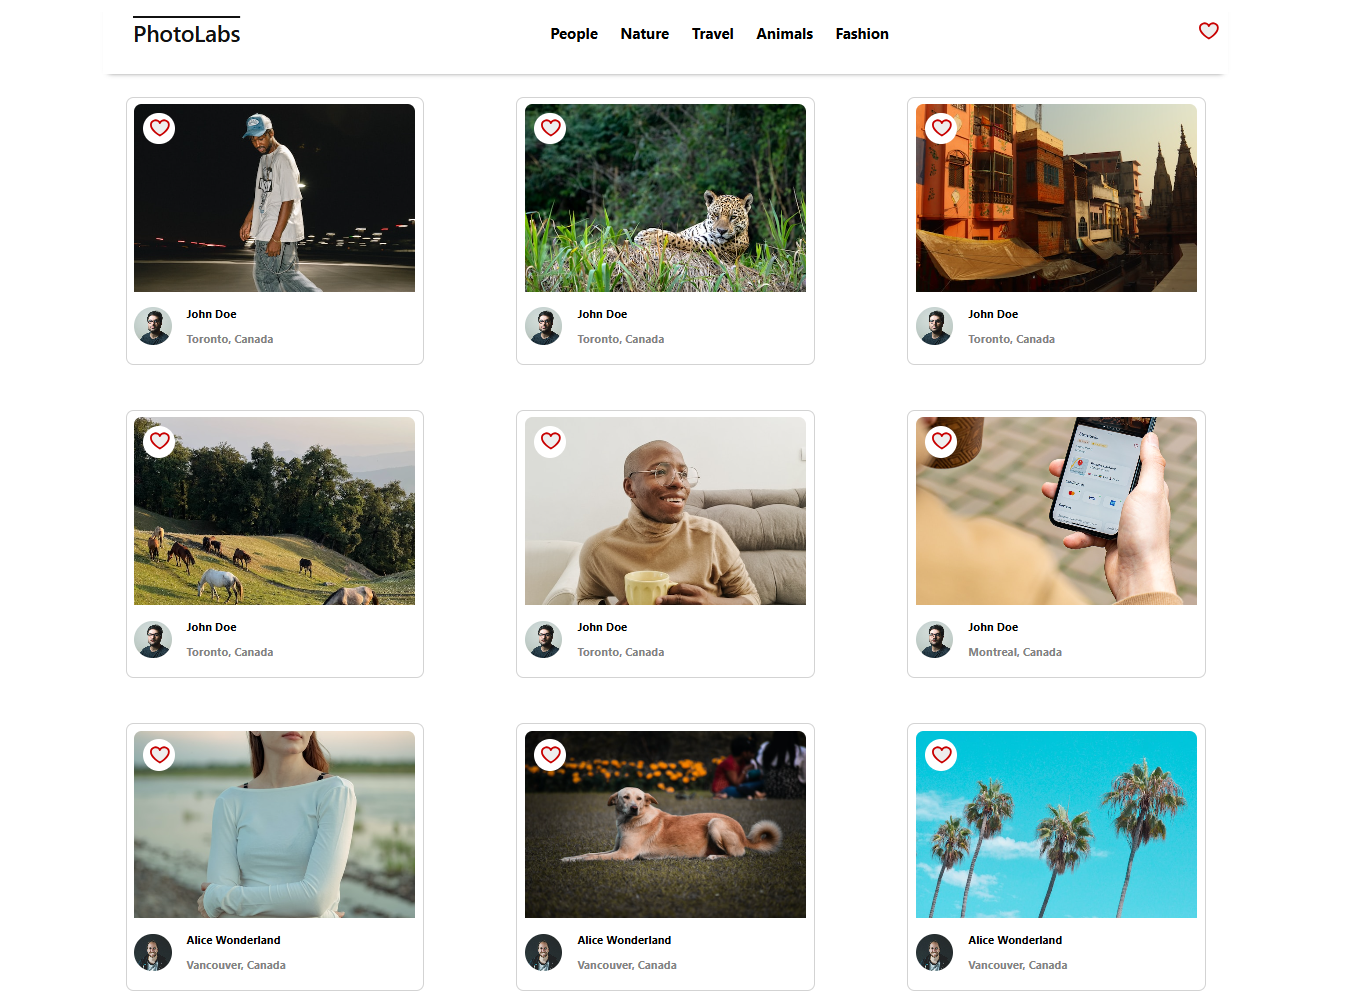 PhotoLabs
People Nature Travel Animals Fashion
John Doe
Toronto, Canada
John Doe
Toronto, Canada
John Doe
Toronto, Canada
John Doe
Toronto, Canada
John Doe
Toronto, Canada
John Doe
Montreal, Canada
Alice Wonderland
Vancouver, Canada
Alice Wonderland
Vancouver, Canada
Alice Wonderland
Vancouver, Canada